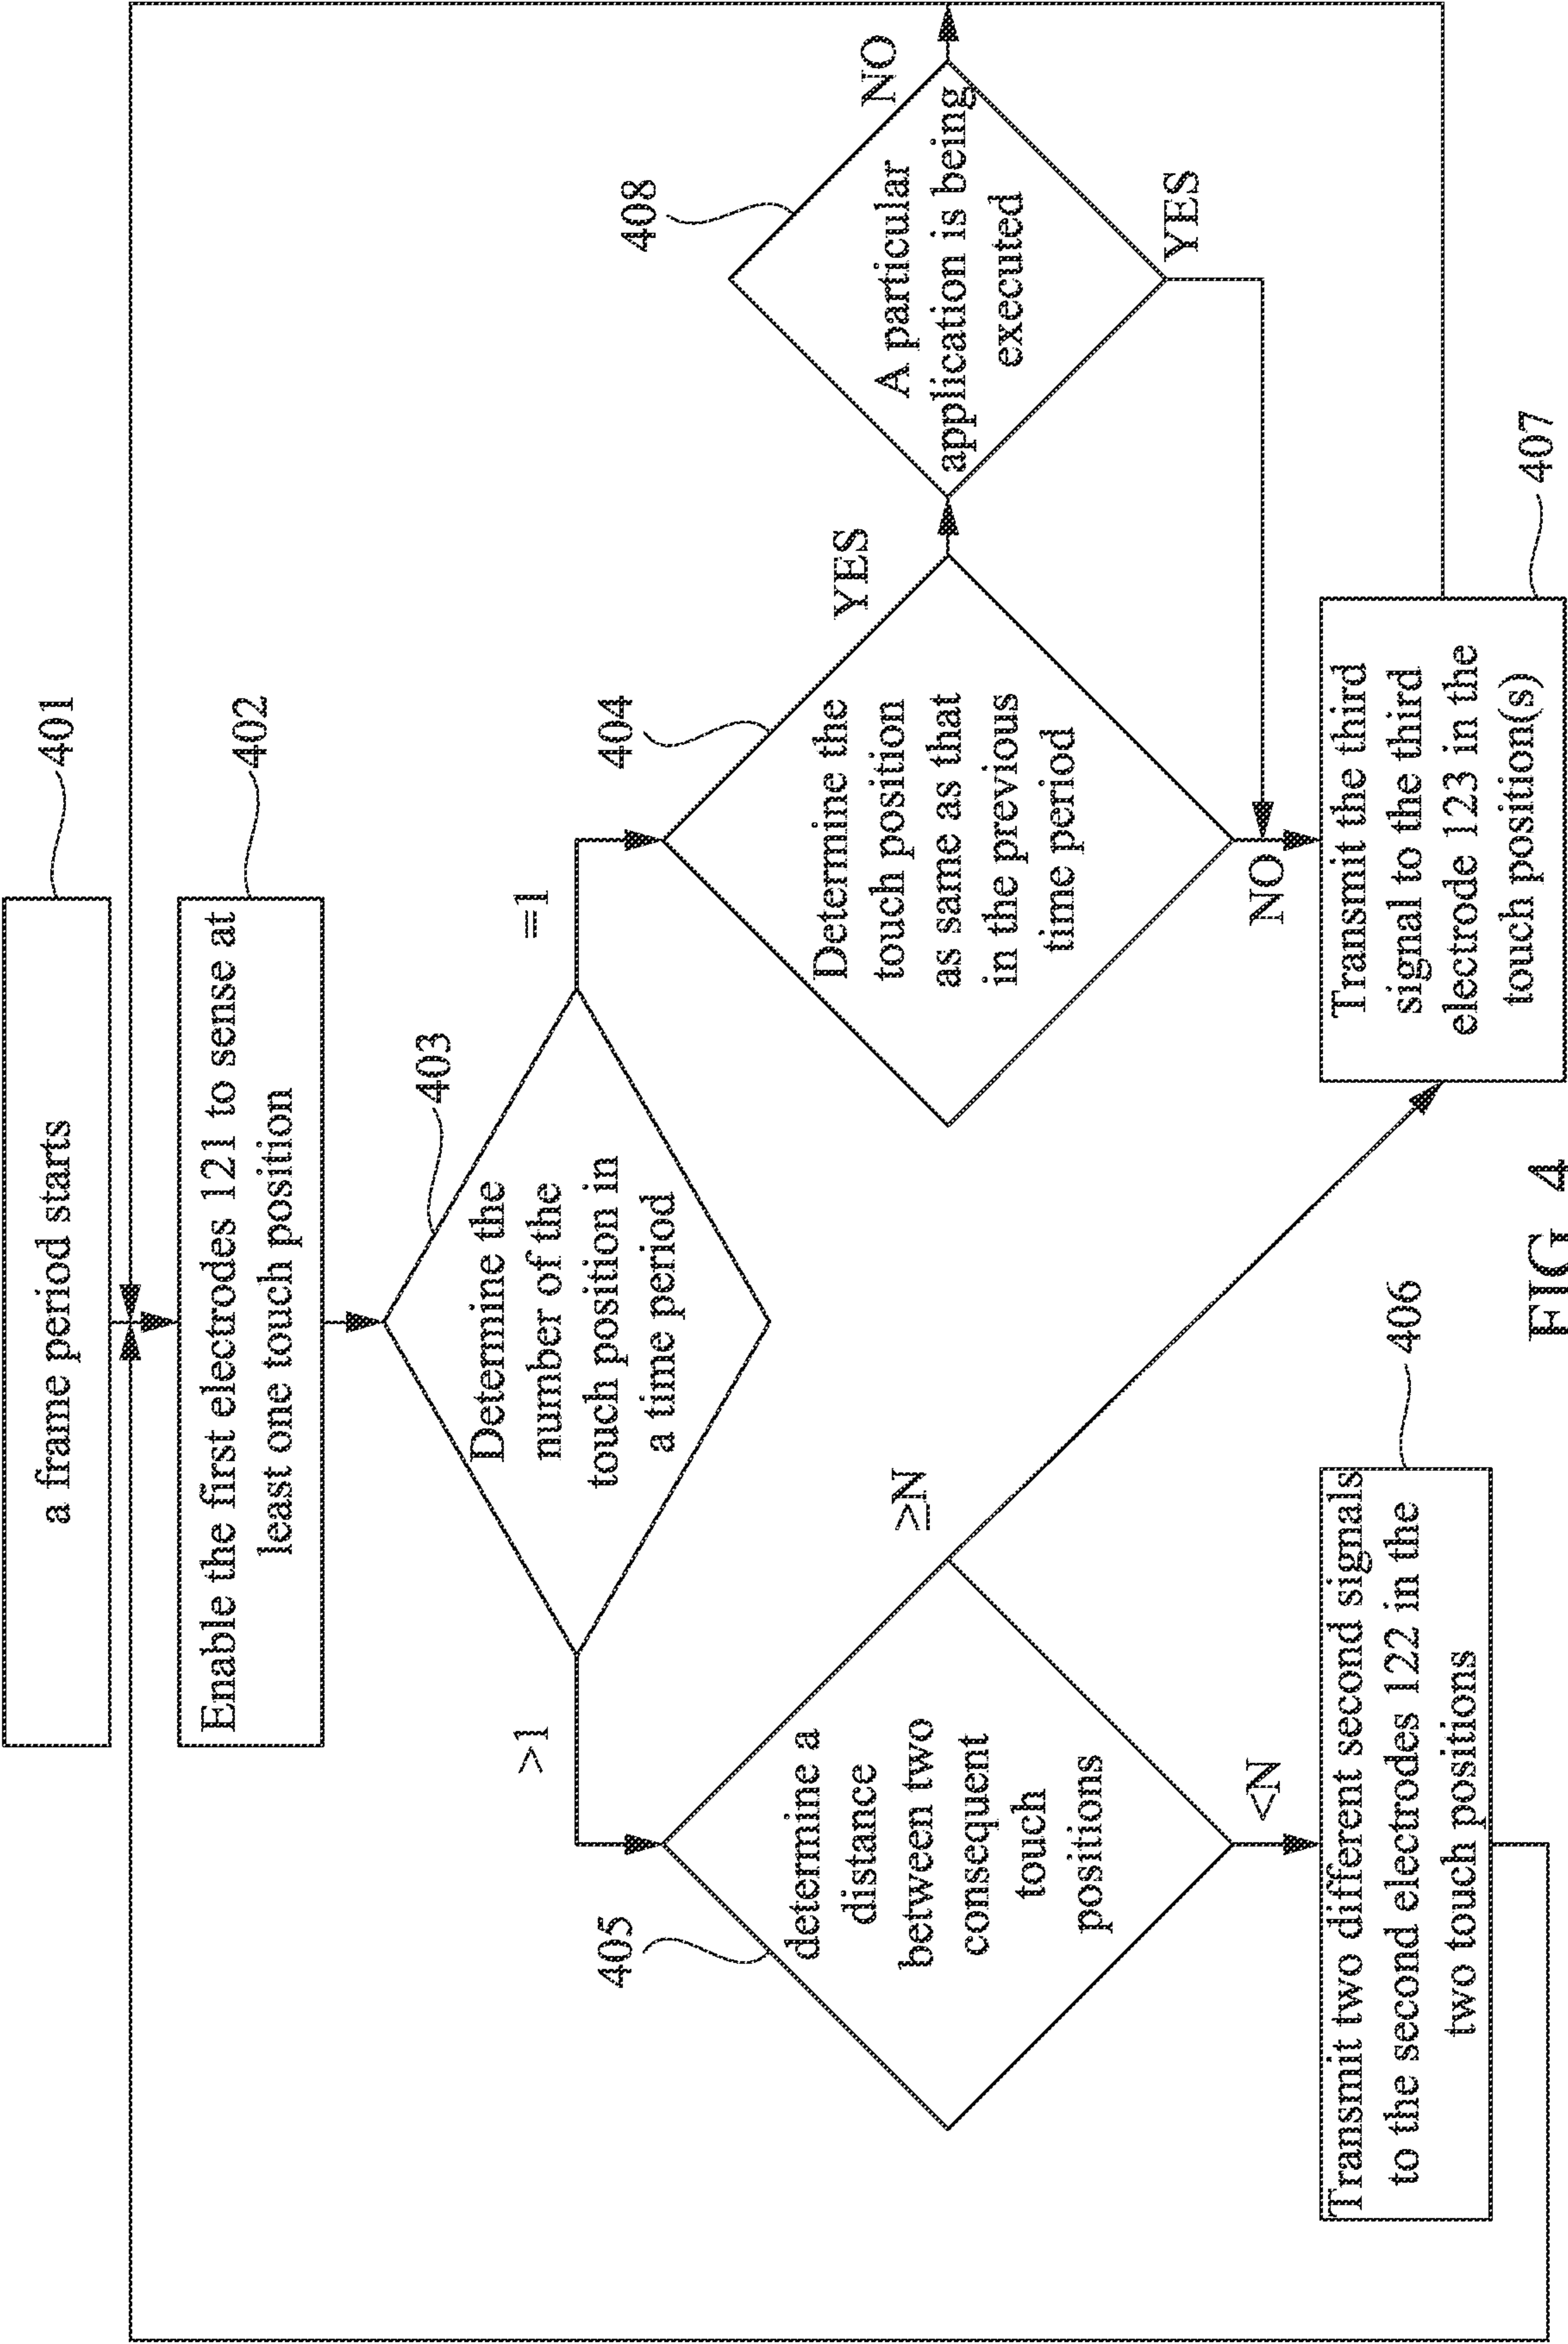 a frame period starts
401
Enable the first electrodes 121 to sense at
least one touch position
402
Determine the
number of the
touch position in
a time period
403
>1
=1
determine a
distance
between two
consequent
touch
positions
405
≥N
<N
Determine the
touch position
as same as that
in the previous
time period
404
YES
NO
A particular
application is being
executed
408
NO
YES
Transmit two different second signals
to the second electrodes 122 in the
two touch positions
406
Transmit the third
signal to the third
electrode 123 in the
touch position(s)
407
FIG 4